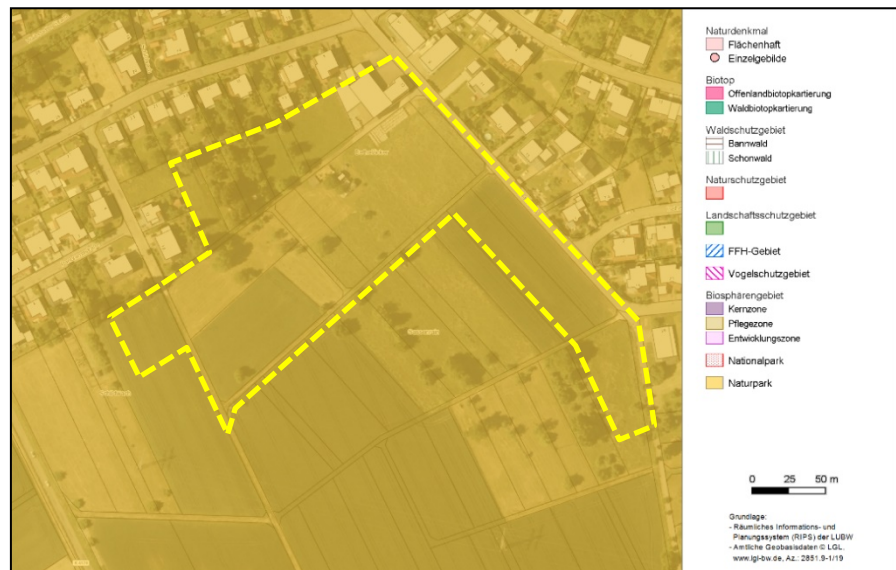 Naturdenkmal
Flächenhaft
Einzelgebilde
Biotop
Offenlandbiotopkartierung
Waldbiotopkartierung
Waldschutzgebiet
Bannwald
Schonwald
Naturschutzgebiet
Landschaftsschutzgebiet
FFH-Gebiet
Vogelschutzgebiet
Biosphärengebiet
Kernzone
Pflegezone
Entwicklungszone
Nationalpark
Naturpark
0 25 50 m
Grundlage:
- Räumliches Informations- und
Planungssystem (RIPS) der LUBW
- Amtliche Geobasisdaten © LGL,
www.lgl-bw.de, Az.: 2851.9-1/19